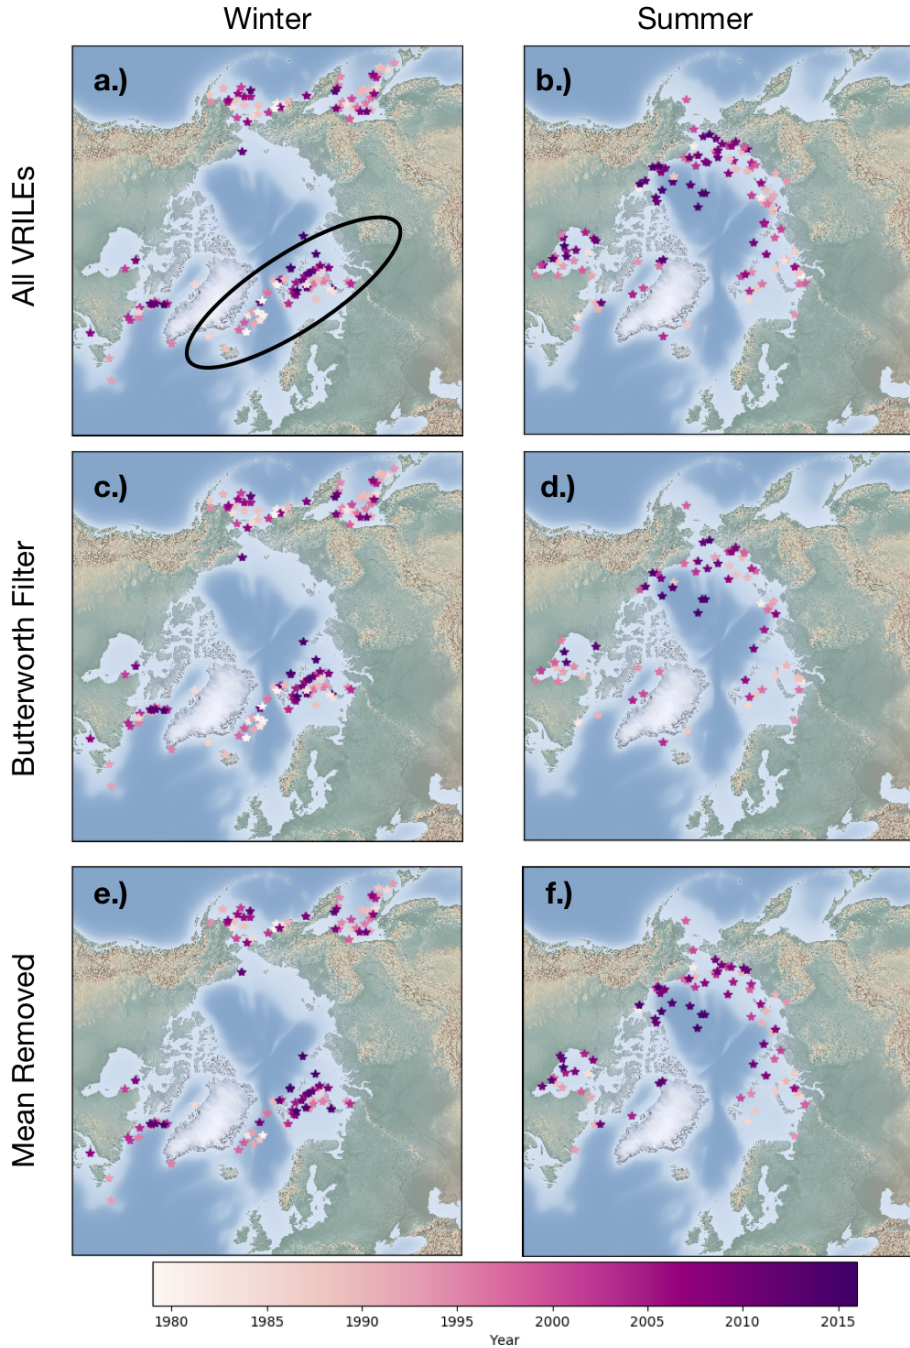 Winter Summer
All VRILEs
a.) b.)
Butterworth Filter
c.) d.)
Mean Removed
e.) f.)
1980 1985 1990 1995 2000 2005 2010 2015
Year